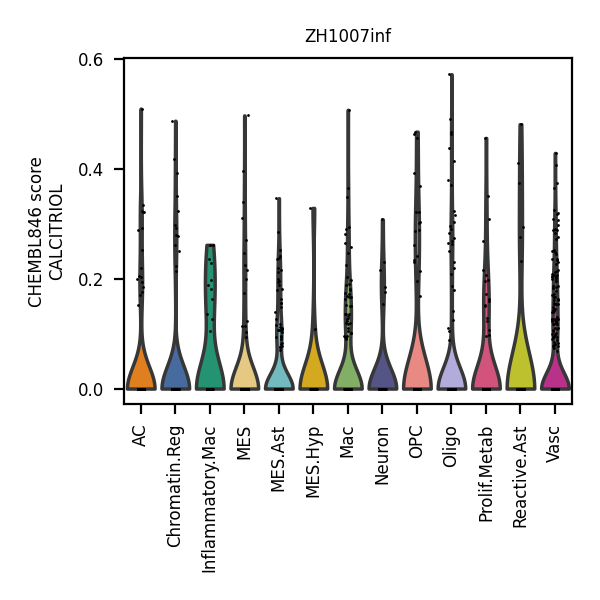 ZH1007inf
CHEMBL846 score
CALCITRIOL
0.6
0.4
0.2
0.0
AC
Chromatin.Reg
Inflammatory.Mac
MES
MES.Ast
MES.Hyp
Mac
Neuron
OPC
Oligo
Prolif.Metab
Reactive.Ast
Vasc